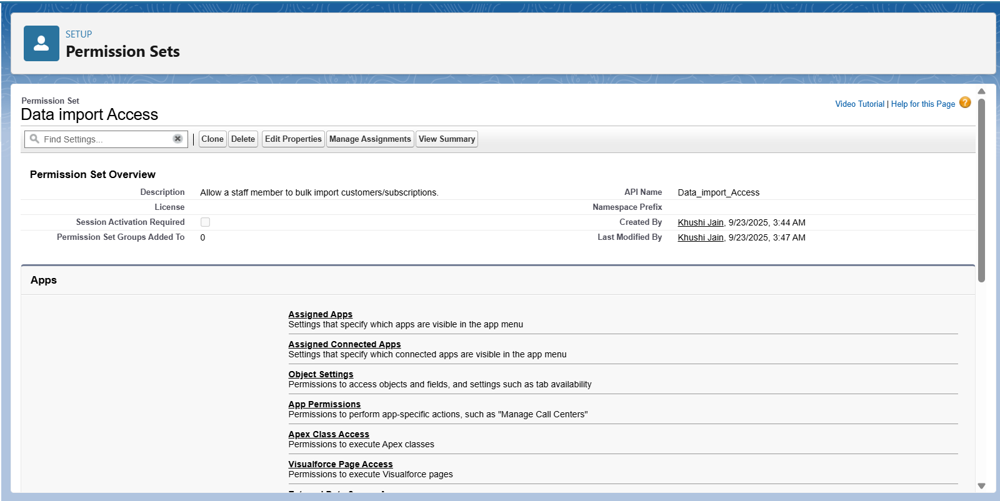 SETUP
Permission Sets
Permission Set
Data import Access
Video Tutorial | Help for this Page ?
Find Settings...
Clone Delete Edit Properties Manage Assignments View Summary
Permission Set Overview
Description Allow a staff member to bulk import customers/subscriptions. API Name Data_import_Access
License Namespace Prefix
Session Activation Required Created By Khushi Jain, 9/23/2025, 3:44 AM
Permission Set Groups Added To 0 Last Modified By Khushi Jain, 9/23/2025, 3:47 AM
Apps
Assigned Apps
Settings that specify which apps are visible in the app menu
Assigned Connected Apps
Settings that specify which connected apps are visible in the app menu
Object Settings
Permissions to access objects and fields, and settings such as tab availability
App Permissions
Permissions to perform app-specific actions, such as "Manage Call Centers"
Apex Class Access
Permissions to execute Apex classes
Visualforce Page Access
Permissions to execute Visualforce pages